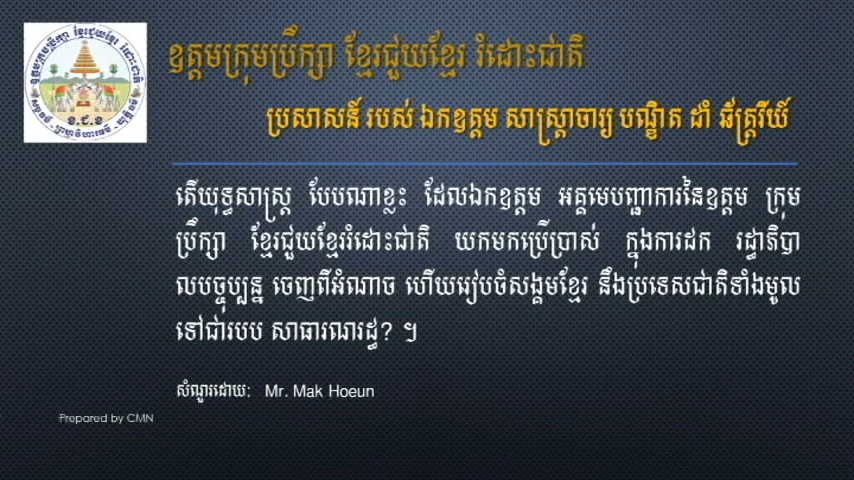 ឧត្តមក្រុមប្រឹក្សា ខ្មែរជួយខ្មែរ រំដោះជាតិ
ប្រសាសន៍ របស់ ឯកឧត្តម សាស្ត្រាចារ្យ បណ្ឌិត ដាំ ឆ័ត្រ្តវីយ៍
តើយុទ្ធសាស្ត្រ បែបណាខ្លះ ដែលឯកឧត្តម អគ្គមេបញ្ជាការនៃឧត្តម ក្រុម
ប្រឹក្សា ខ្មែរជួយខ្មែររំដោះជាតិ យកមកប្រើប្រាស់ ក្នុងការដក រដ្ធាភិបា
លបច្ចុប្បន្ន ចេញពីអំណាច ហើយរៀបចំសង្គមខ្មែរ នឹងប្រទេសជាតិទាំងមូល
ទៅជារបប សាធារណរដ្ធ? ។
សំណួរដោយ: Mr. Mak Hoeun
Prepared by CMN
ខ.ជ.ខ